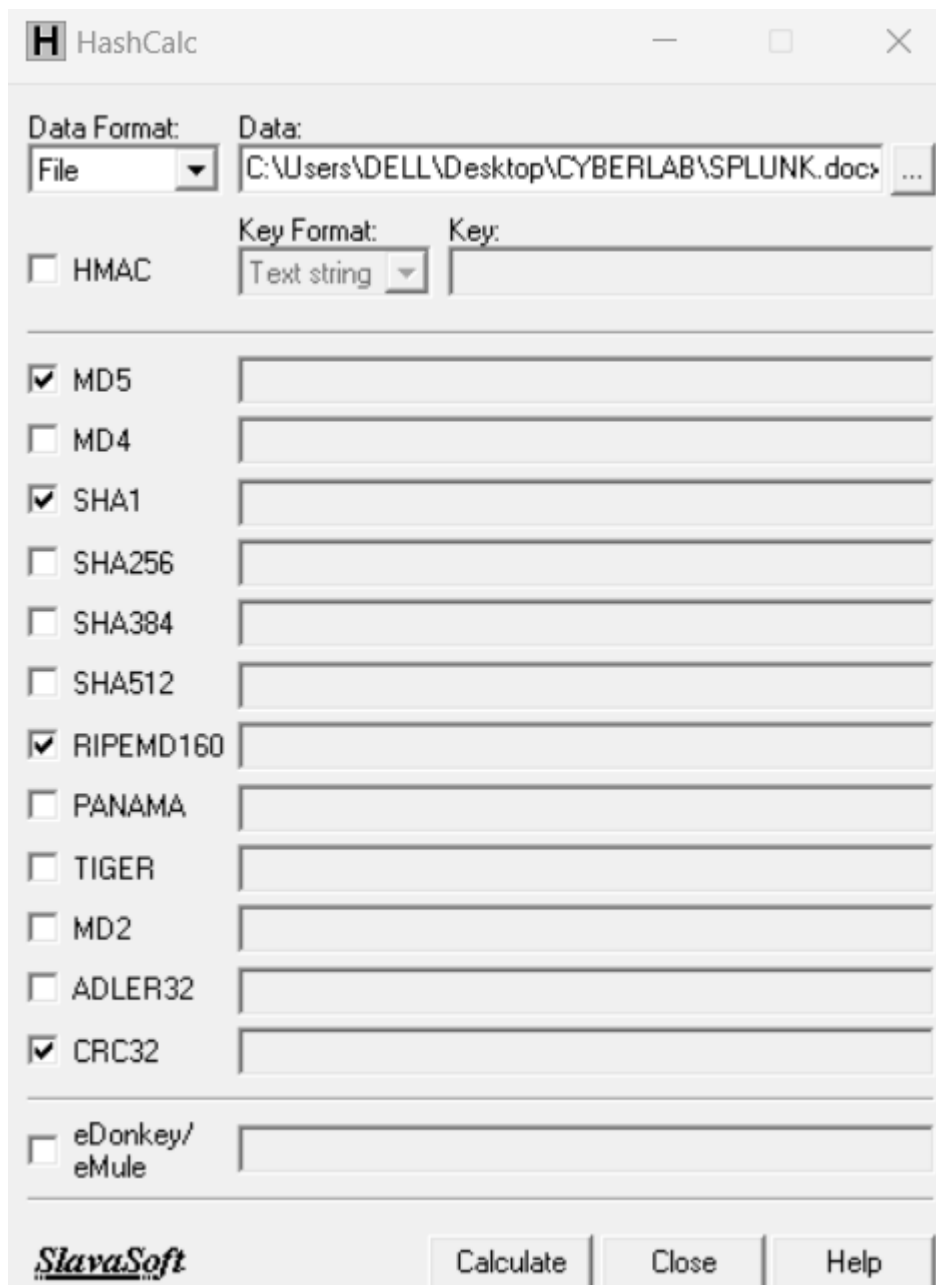 H HashCalc
Data Format: Data:
File C:\Users\DELL\Desktop\CYBERLAB\SPLUNK.docx ...
Key Format: Key:
HMAC Text string
MD5
MD4
SHA1
SHA256
SHA384
SHA512
RIPEMD160
PANAMA
TIGER
MD2
ADLER32
CRC32
eDonkey/
eMule
SlavaSoft Calculate Close Help